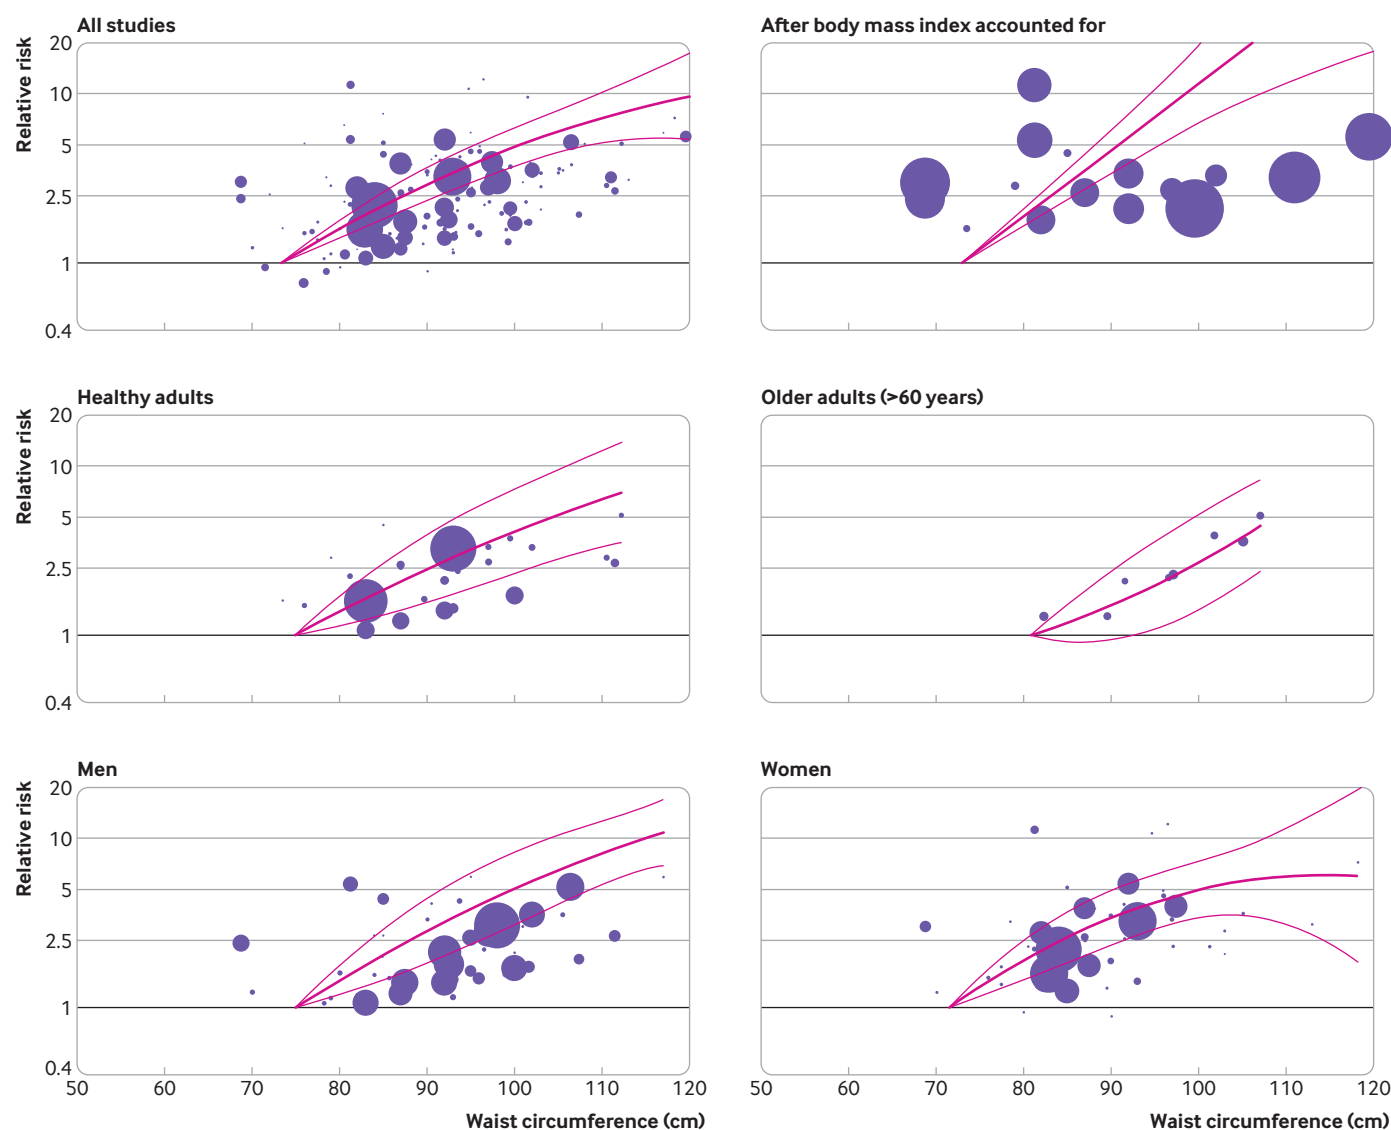 All studies
After body mass index accounted for
Relative risk
20
10
5
2.5
1
0.4
Healthy adults
Older adults (>60 years)
Relative risk
20
10
5
2.5
1
0.4
Men
Women
Relative risk
20
10
5
2.5
1
0.4
50 60 70 80 90 100 110 120
50 60 70 80 90 100 110 120
Waist circumference (cm)
Waist circumference (cm)